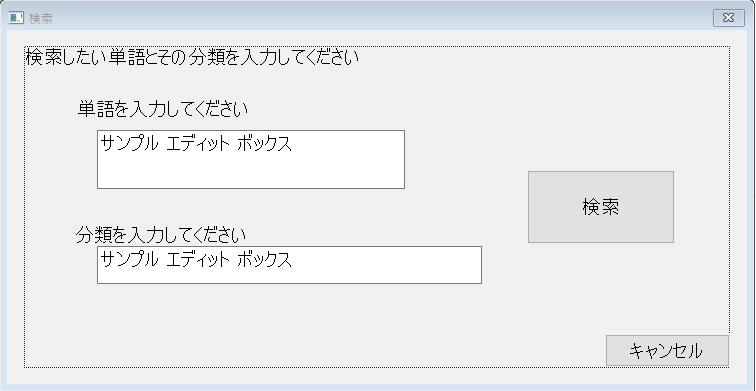 検索
検索したい単語とその分類を入力してください
単語を入力してください
サンプル エディット ボックス
検索
分類を入力してください
サンプル エディット ボックス
キャンセル